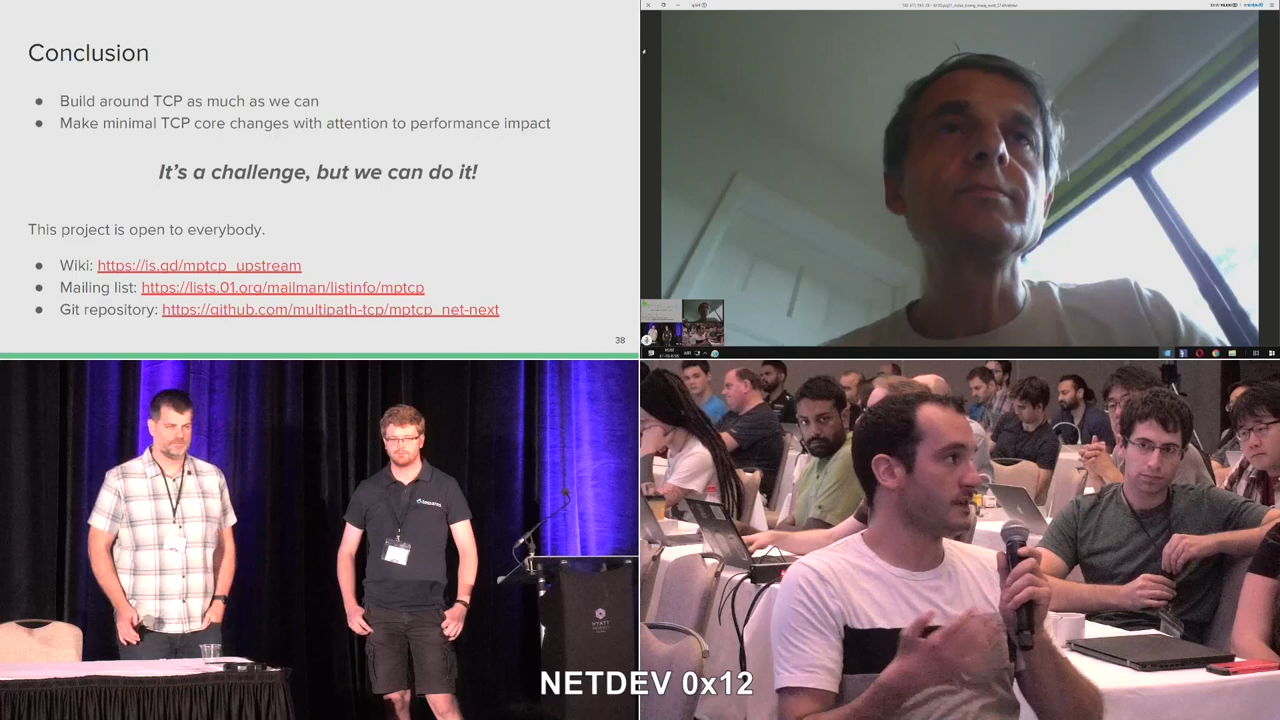 Conclusion
● Build around TCP as much as we can
● Make minimal TCP core changes with attention to performance impact
It's a challenge, but we can do it!
This project is open to everybody.
● Wiki: https://is.gd/mptcp_upstream
● Mailing list: https://lists.01.org/mailman/listinfo/mptcp
● Git repository: https://github.com/multipath-tcp/mptcp_net-next
38
tessares
HYATT
NETDEV 0x12